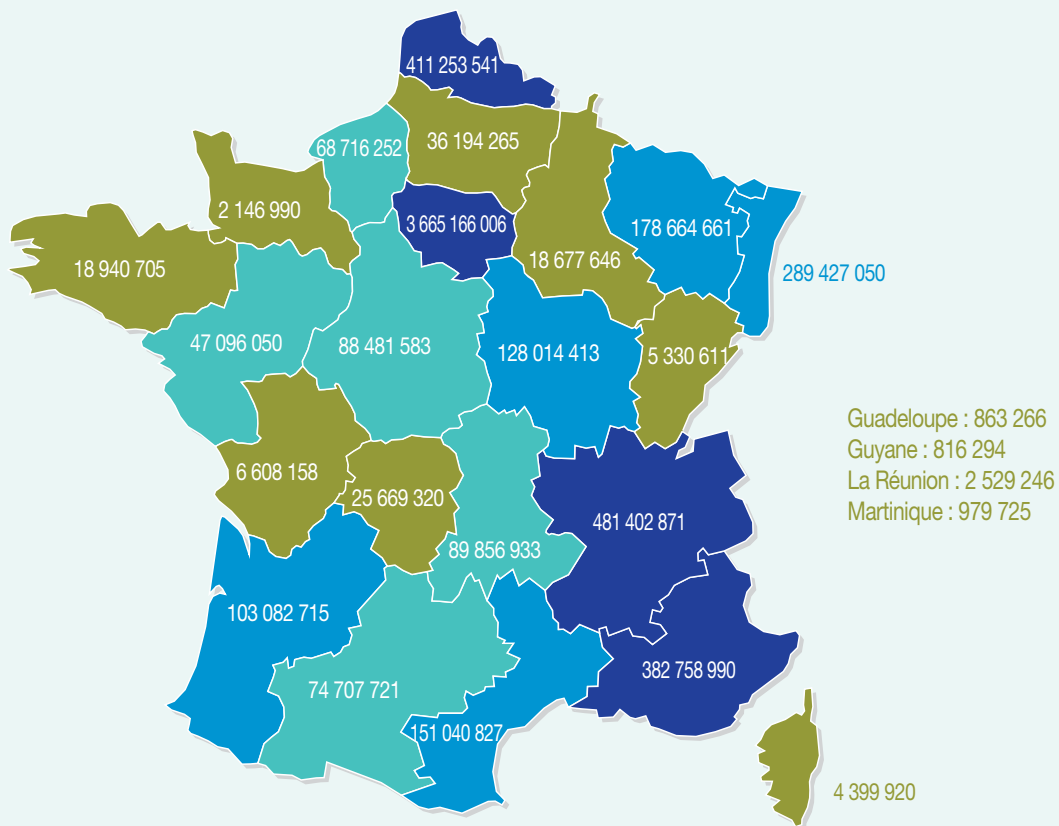 411 253 541
68 716 252
36 194 265
2 146 990
3 665 166 006
178 664 661
18 940 705
18 677 646
289 427 050
47 096 050
88 481 583
128 014 413
5 330 611
Guadeloupe : 863 266
Guyane : 816 294
La Réunion : 2 529 246
Martinique : 979 725
6 608 158
25 669 320
481 402 871
89 856 933
103 082 715
382 758 990
74 707 721
151 040 827
4 399 920